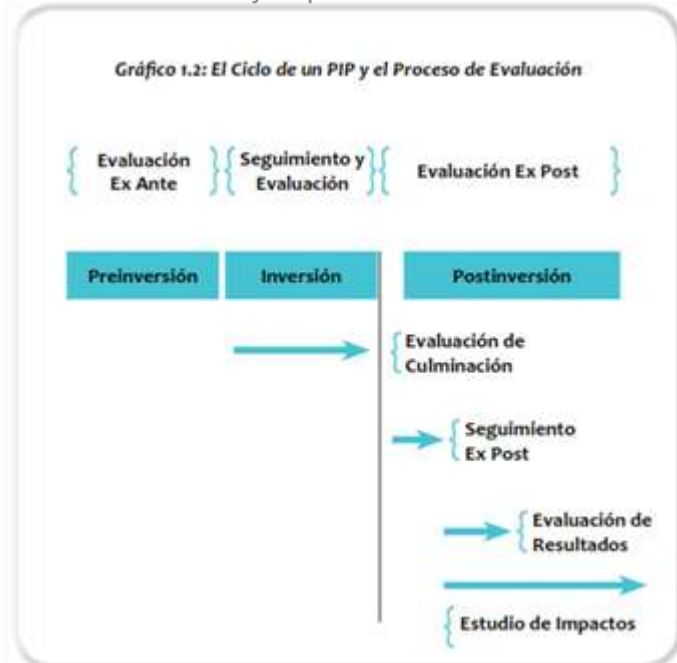 Gráfico 1.2: El Ciclo de un PIP y el Proceso de Evaluación
Evaluación
Ex Ante
Seguimiento y
Evaluación
Evaluación Ex Post
Preinversión
Inversión
Postinversión
Evaluación de
Culminación
Seguimiento
Ex Post
Evaluación de
Resultados
Estudio de Impactos